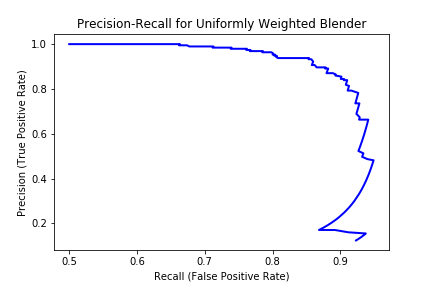 Precision-Recall for Uniformly Weighted Blender
Precision (True Positive Rate)
1.0
0.8
0.6
0.4
0.2
0.5 0.6 0.7 0.8 0.9
Recall (False Positive Rate)